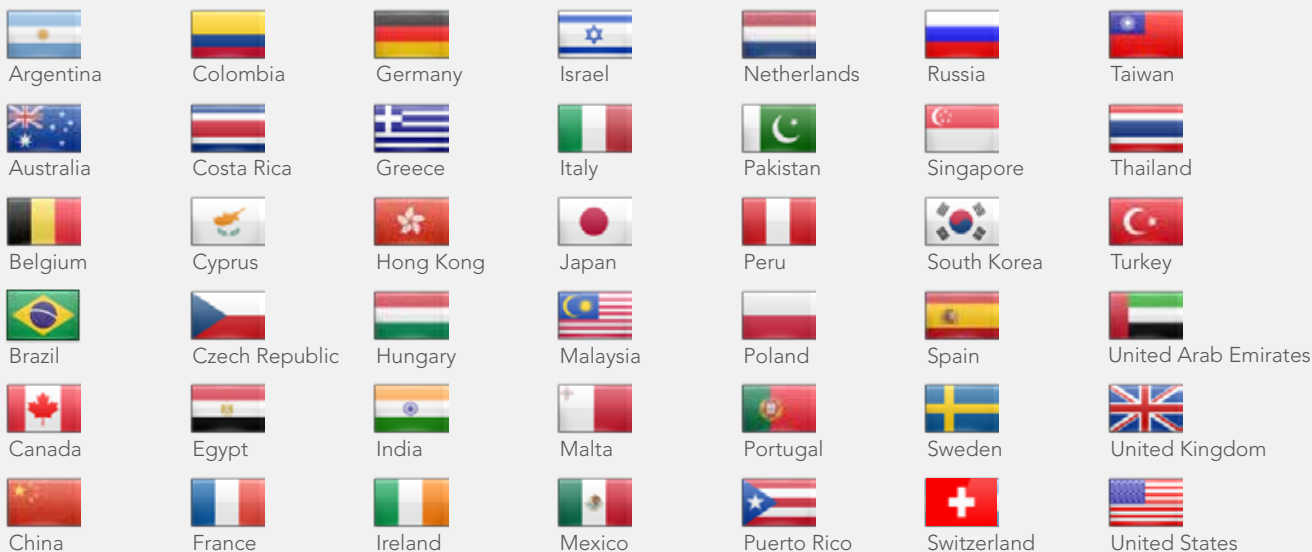 Argentina
Colombia
Germany
Israel
Netherlands
Russia
Taiwan
Australia
Costa Rica
Greece
Italy
Pakistan
Singapore
Thailand
Belgium
Cyprus
Hong Kong
Japan
Peru
South Korea
Turkey
Brazil
Czech Republic
Hungary
Malaysia
Poland
Spain
United Arab Emirates
Canada
Egypt
India
Malta
Portugal
Sweden
United Kingdom
China
France
Ireland
Mexico
Puerto Rico
Switzerland
United States